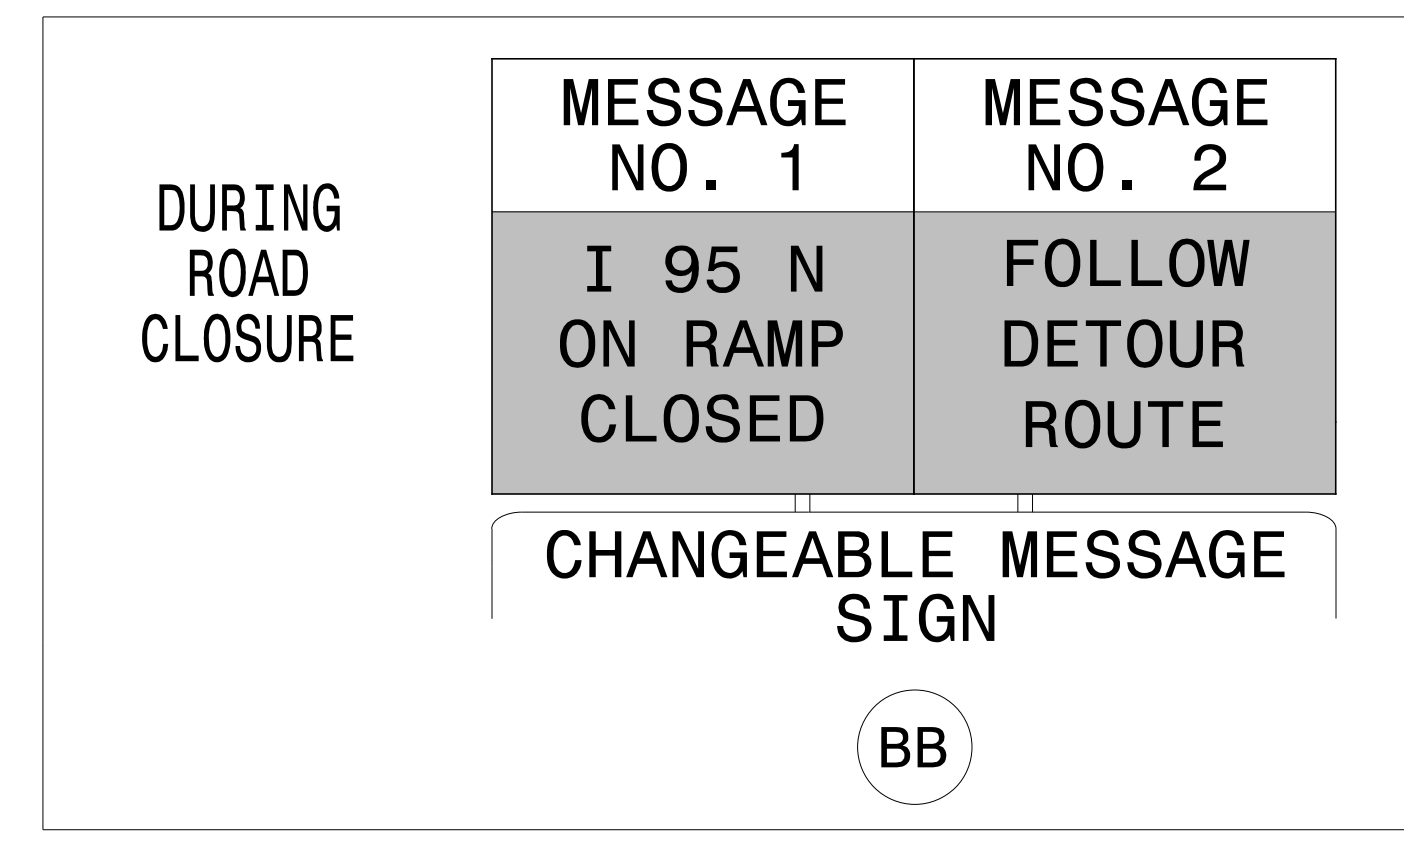 DURING
ROAD
CLOSURE
MESSAGE
NO. 1
MESSAGE
NO. 2
I 95 N
ON RAMP
CLOSED
FOLLOW
DETOUR
ROUTE
CHANGEABLE MESSAGE
SIGN
BB